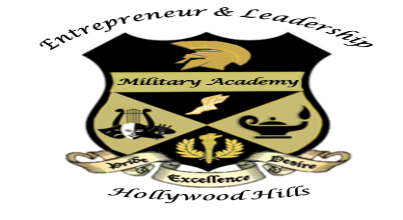 Entrepreneur & Leadership
Military Academy
Pride
Excellence
Desire
Hollywood Hills